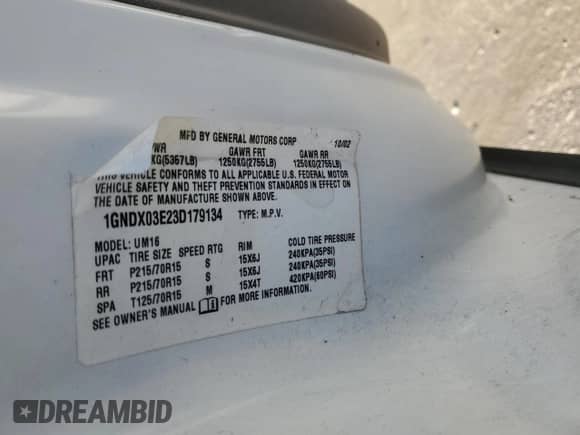 MFD BY GENERAL MOTORS CORP 10/02
WR GAWR FRT GAWR RR
KG(5367LB) 1250KG(2755LB) 1250KG(2755LB)
THIS VEHICLE CONFORMS TO ALL APPLICABLE U.S. FEDERAL MOTOR
VEHICLE SAFETY AND THEFT PREVENTION STANDARDS IN EFFECT ON
THE DATE OF MANUFACTURE SHOWN ABOVE.
1GNDX03E23D179134 TYPE: M.P.V.
MODEL: UM16
UPAC TIRE SIZE SPEED RTG RIM COLD TIRE PRESSURE
FRT P215/70R15 S 15X6J 240KPA(35PSI)
RR P215/70R15 S 15X6J 240KPA(35PSI)
SPA T125/70R15 M 15X4T 420KPA(60PSI)
SEE OWNER'S MANUAL FOR MORE INFORMATION.
DREAMBID